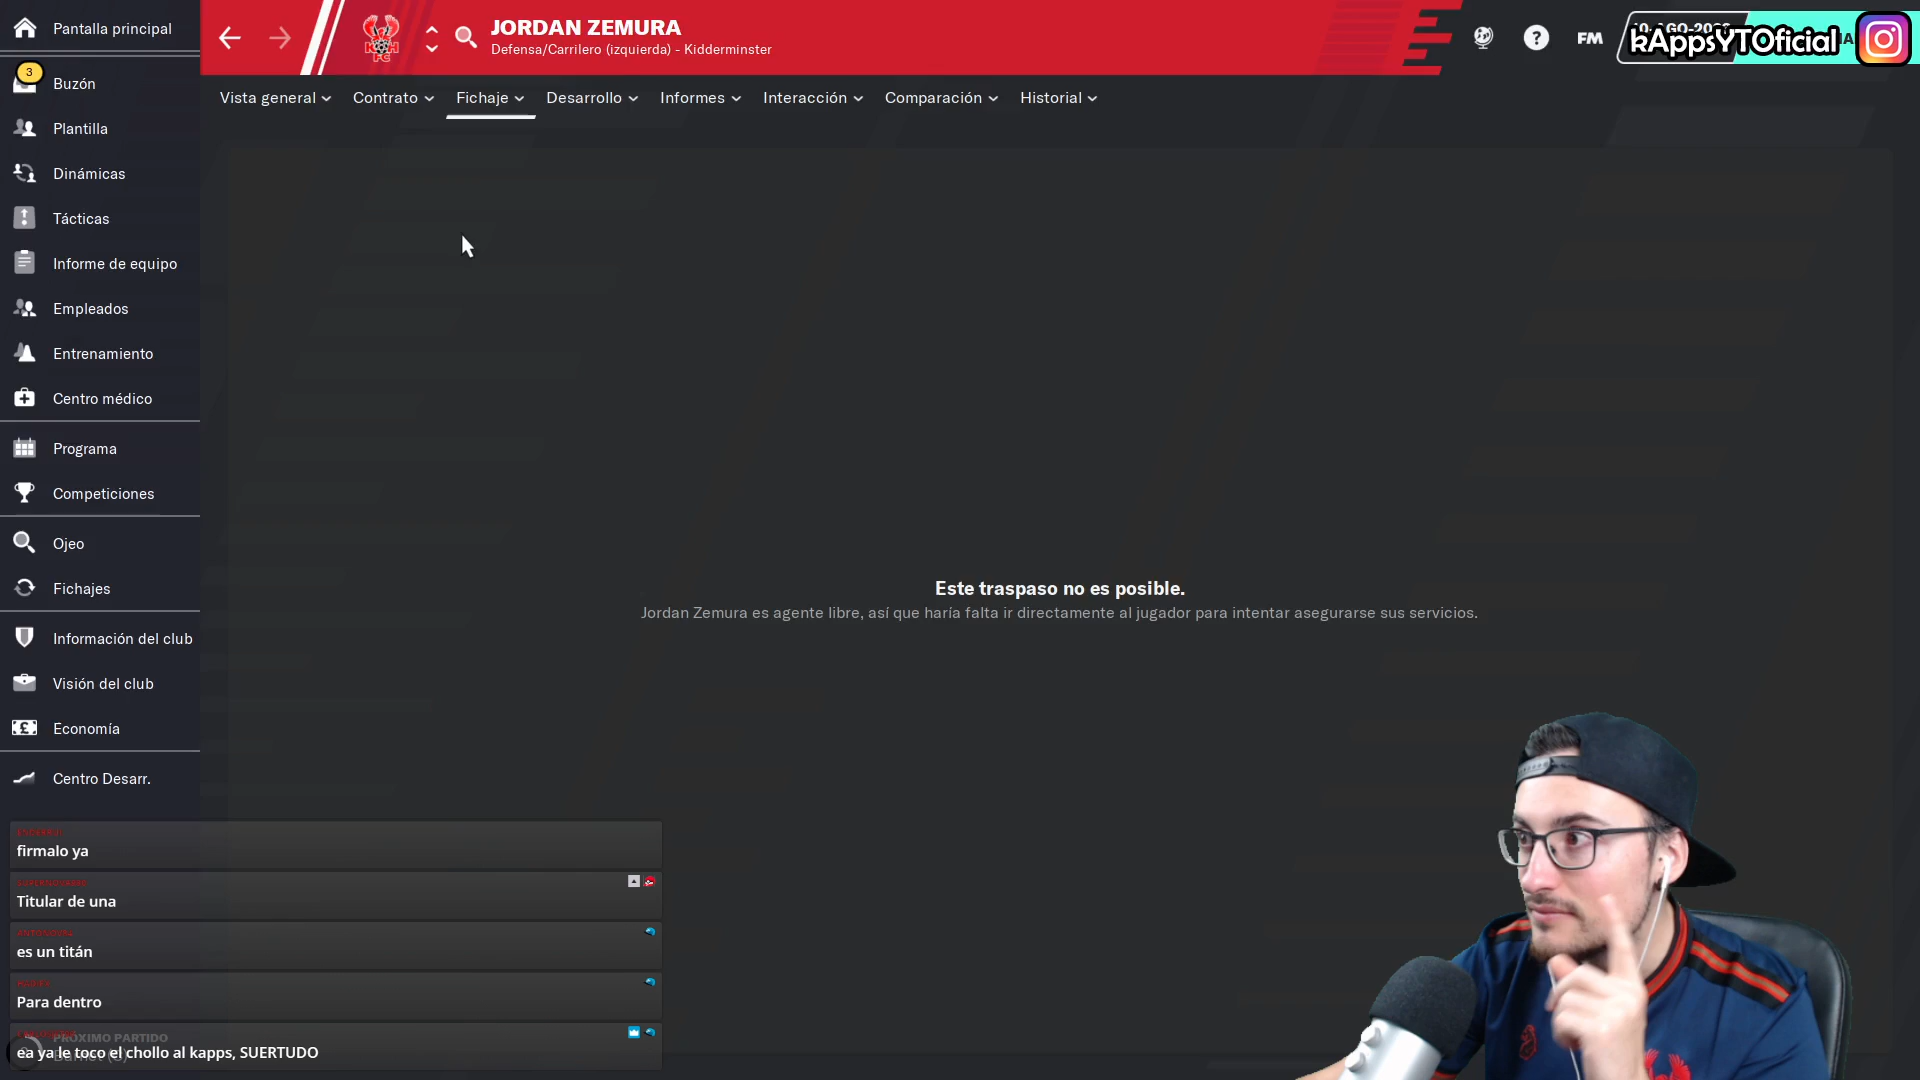 Pantalla principal
3
Buzón
Plantilla
Dinámicas
Tácticas
Informe de equipo
Empleados
Entrenamiento
Centro médico
Programa
Competiciones
Ojeo
Fichajes
Información del club
Visión del club
Economía
Centro Desarr.
JORDAN ZEMURA
Defensa/Carrilero (izquierda) - Kidderminster
FM
kAppsYTOficial
Vista general
Contrato
Fichaje
Desarrollo
Informes
Interacción
Comparación
Historial
Este traspaso no es posible.
Jordan Zemura es agente libre, así que haría falta ir directamente al jugador para intentar asegurarse sus servicios.
firmalo ya
Titular de una
es un titán
Para dentro
PRÓXIMO PARTIDO
ea ya le toco el chollo al kapps, SUERTUDO